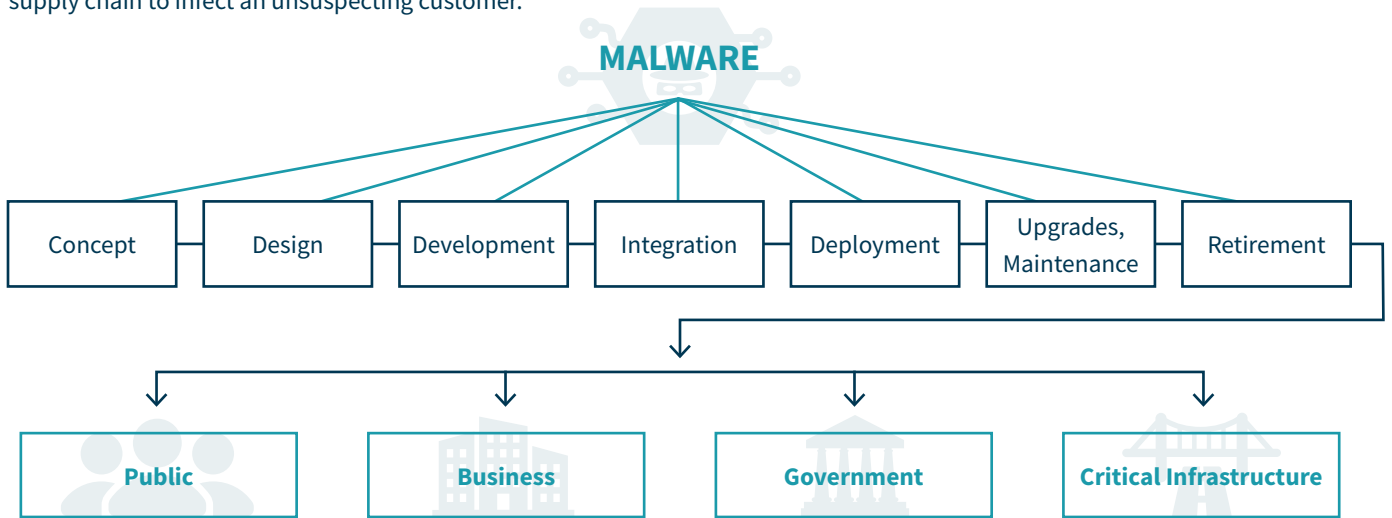 supply chain to infect an unsuspecting customer.
MALWARE
Concept
Design
Development
Integration
Deployment
Upgrades,
Maintenance
Retirement
Public
Business
Government
Critical Infrastructure